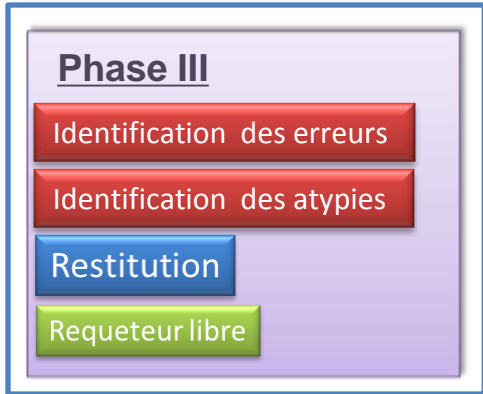 Phase III
Identification des erreurs
Identification des atypies
Restitution
Requeteur libre